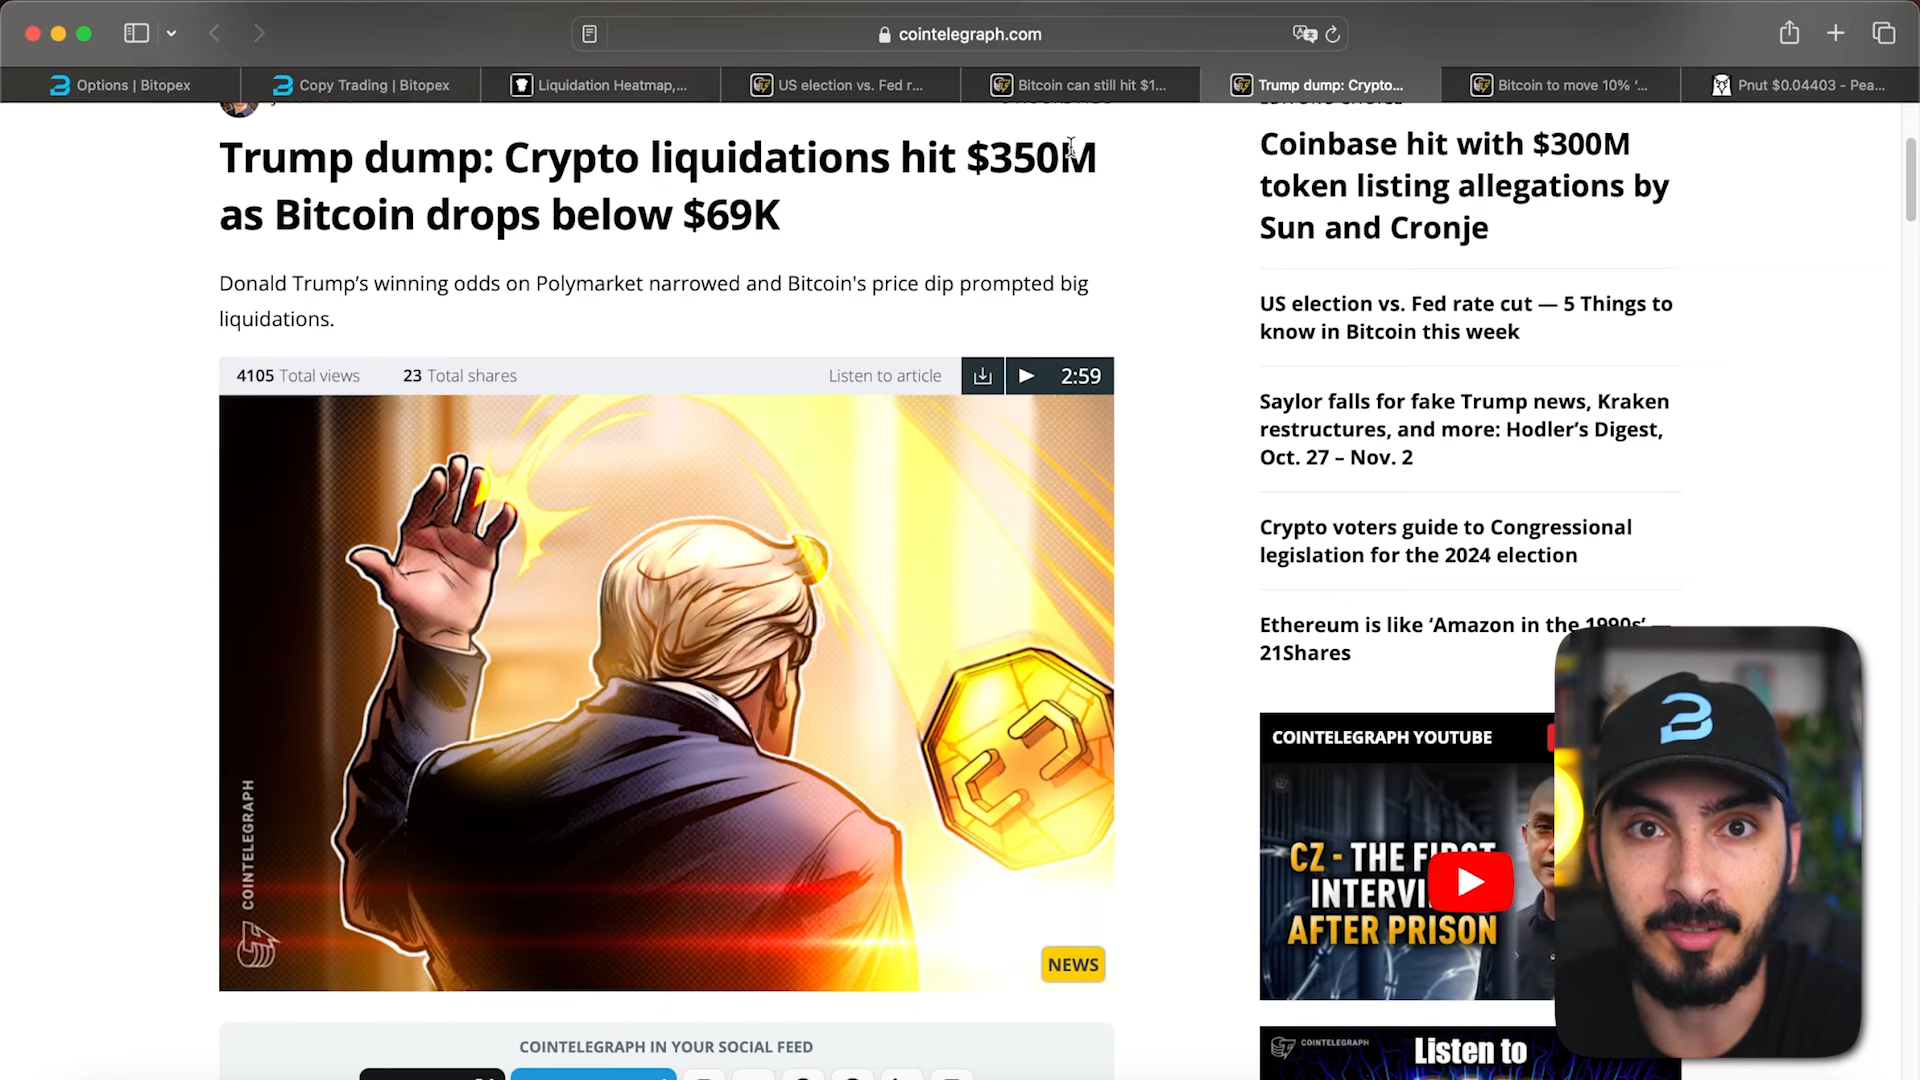 cointelegraph.com
Options | Bitopex
Copy Trading | Bitopex
Liquidation Heatmap,...
US election vs. Fed r...
Bitcoin can still hit $1...
Trump dump: Crypto...
Bitcoin to move 10% ‘...
Pnut $0.04403 - Pea...
Trump dump: Crypto liquidations hit $350M
as Bitcoin drops below $69K
Donald Trump’s winning odds on Polymarket narrowed and Bitcoin's price dip prompted big
liquidations.
4105 Total views
23 Total shares
Listen to article
2:59
COINTELEGRAPH
NEWS
COINTELEGRAPH IN YOUR SOCIAL FEED
Coinbase hit with $300M
token listing allegations by
Sun and Cronje
US election vs. Fed rate cut — 5 Things to
know in Bitcoin this week
Saylor falls for fake Trump news, Kraken
restructures, and more: Hodler’s Digest,
Oct. 27 – Nov. 2
Crypto voters guide to Congressional
legislation for the 2024 election
Ethereum is like ‘Amazon in the 1990s’ —
21Shares
COINTELEGRAPH YOUTUBE
CZ - THE FIRST
INTERVI
AFTER PRISON
COINTELEGRAPH
Listen to